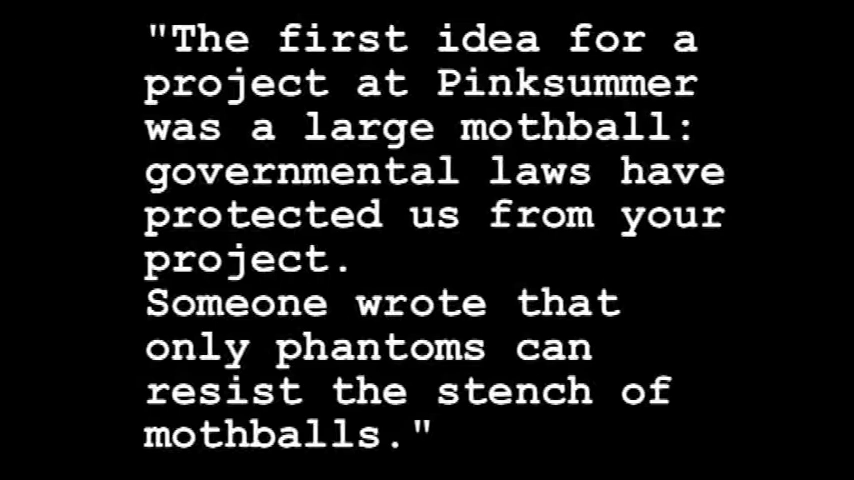 "The first idea for a
project at Pinksummer
was a large mothball:
governmental laws have
protected us from your
project.
Someone wrote that
only phantoms can
resist the stench of
mothballs."